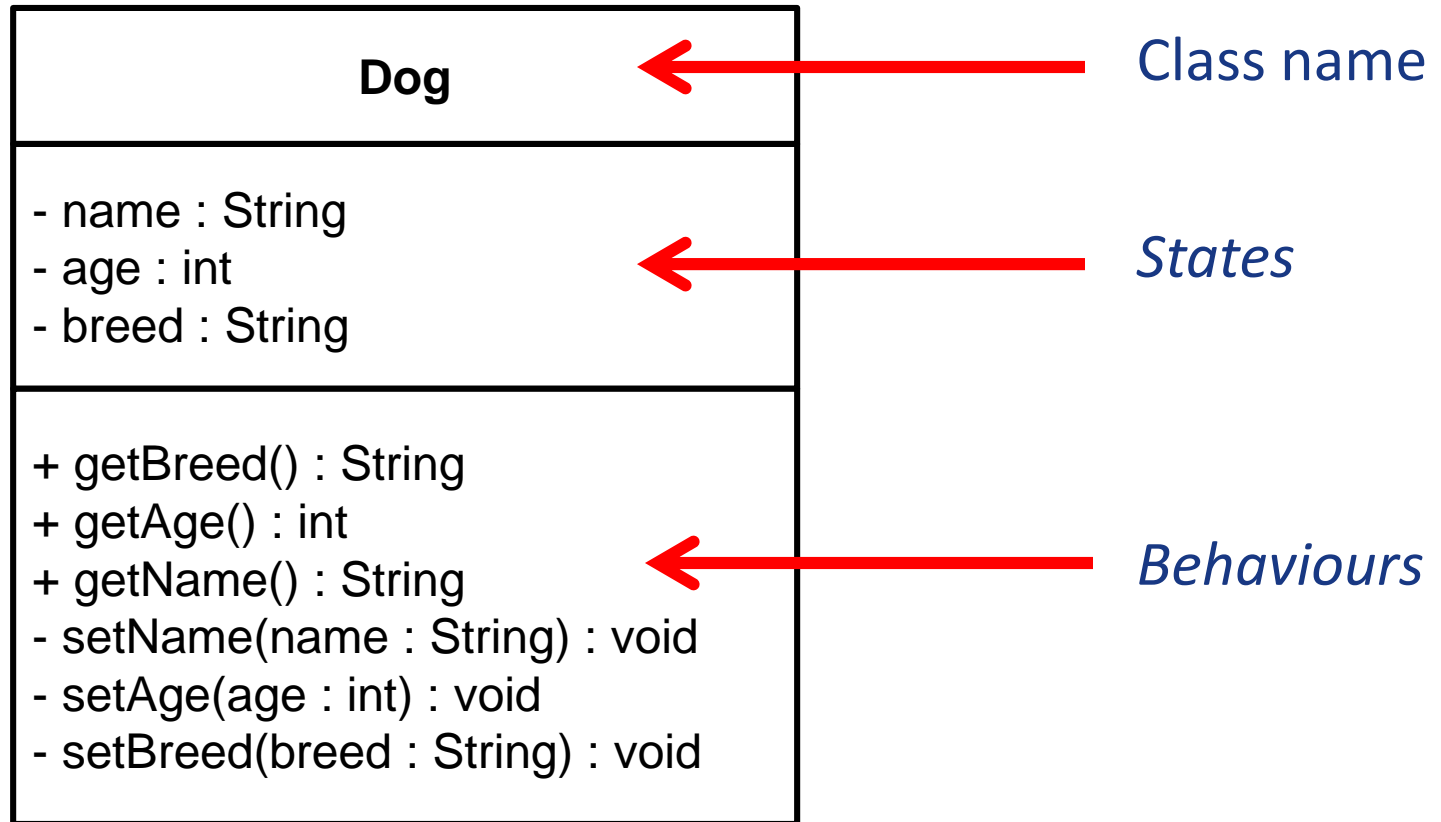 Dog
Class name
- name : String
- age : int
- breed : String
States
+ getBreed() : String
+ getAge() : int
+ getName() : String
- setName(name : String) : void
- setAge(age : int) : void
- setBreed(breed : String) : void
Behaviours